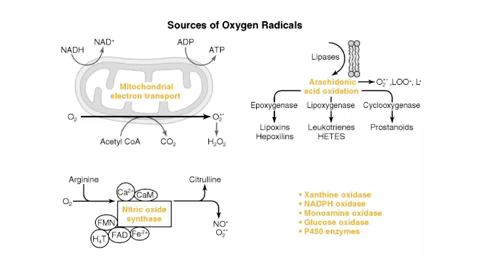 Sources of Oxygen Radicals
NADH
NAD⁺
ADP
ATP
Mitochondrial
electron transport
O₂
O₂•⁻
Acetyl CoA
CO₂
H₂O₂
Lipases
Arachidonic
acid oxidation
O₂•⁻,LOO•, L•
Epoxygenase
Lipoxygenase
Cyclooxygenase
Lipoxins
Hepoxilins
Leukotrienes
HETES
Prostanoids
Arginine
Citrulline
Ca²⁺
CaM
O₂
Nitric oxide
synthase
FMN
H₄T
FAD
Fe²⁺
NO•
O₂•⁻
• Xanthine oxidase
• NADPH oxidase
• Monoamine oxidase
• Glucose oxidase
• P450 enzymes